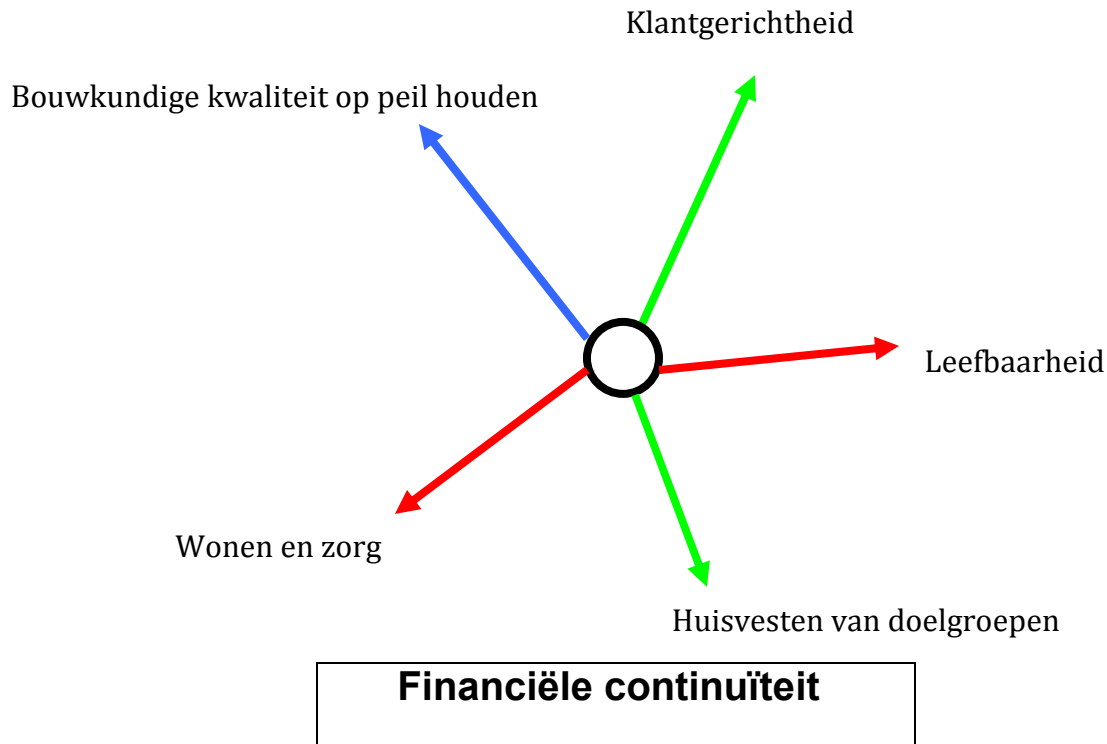 Klantgerichtheid
Bouwkundige kwaliteit op peil houden
Leefbaarheid
Wonen en zorg
Huisvesten van doelgroepen
Financiële continuïteit